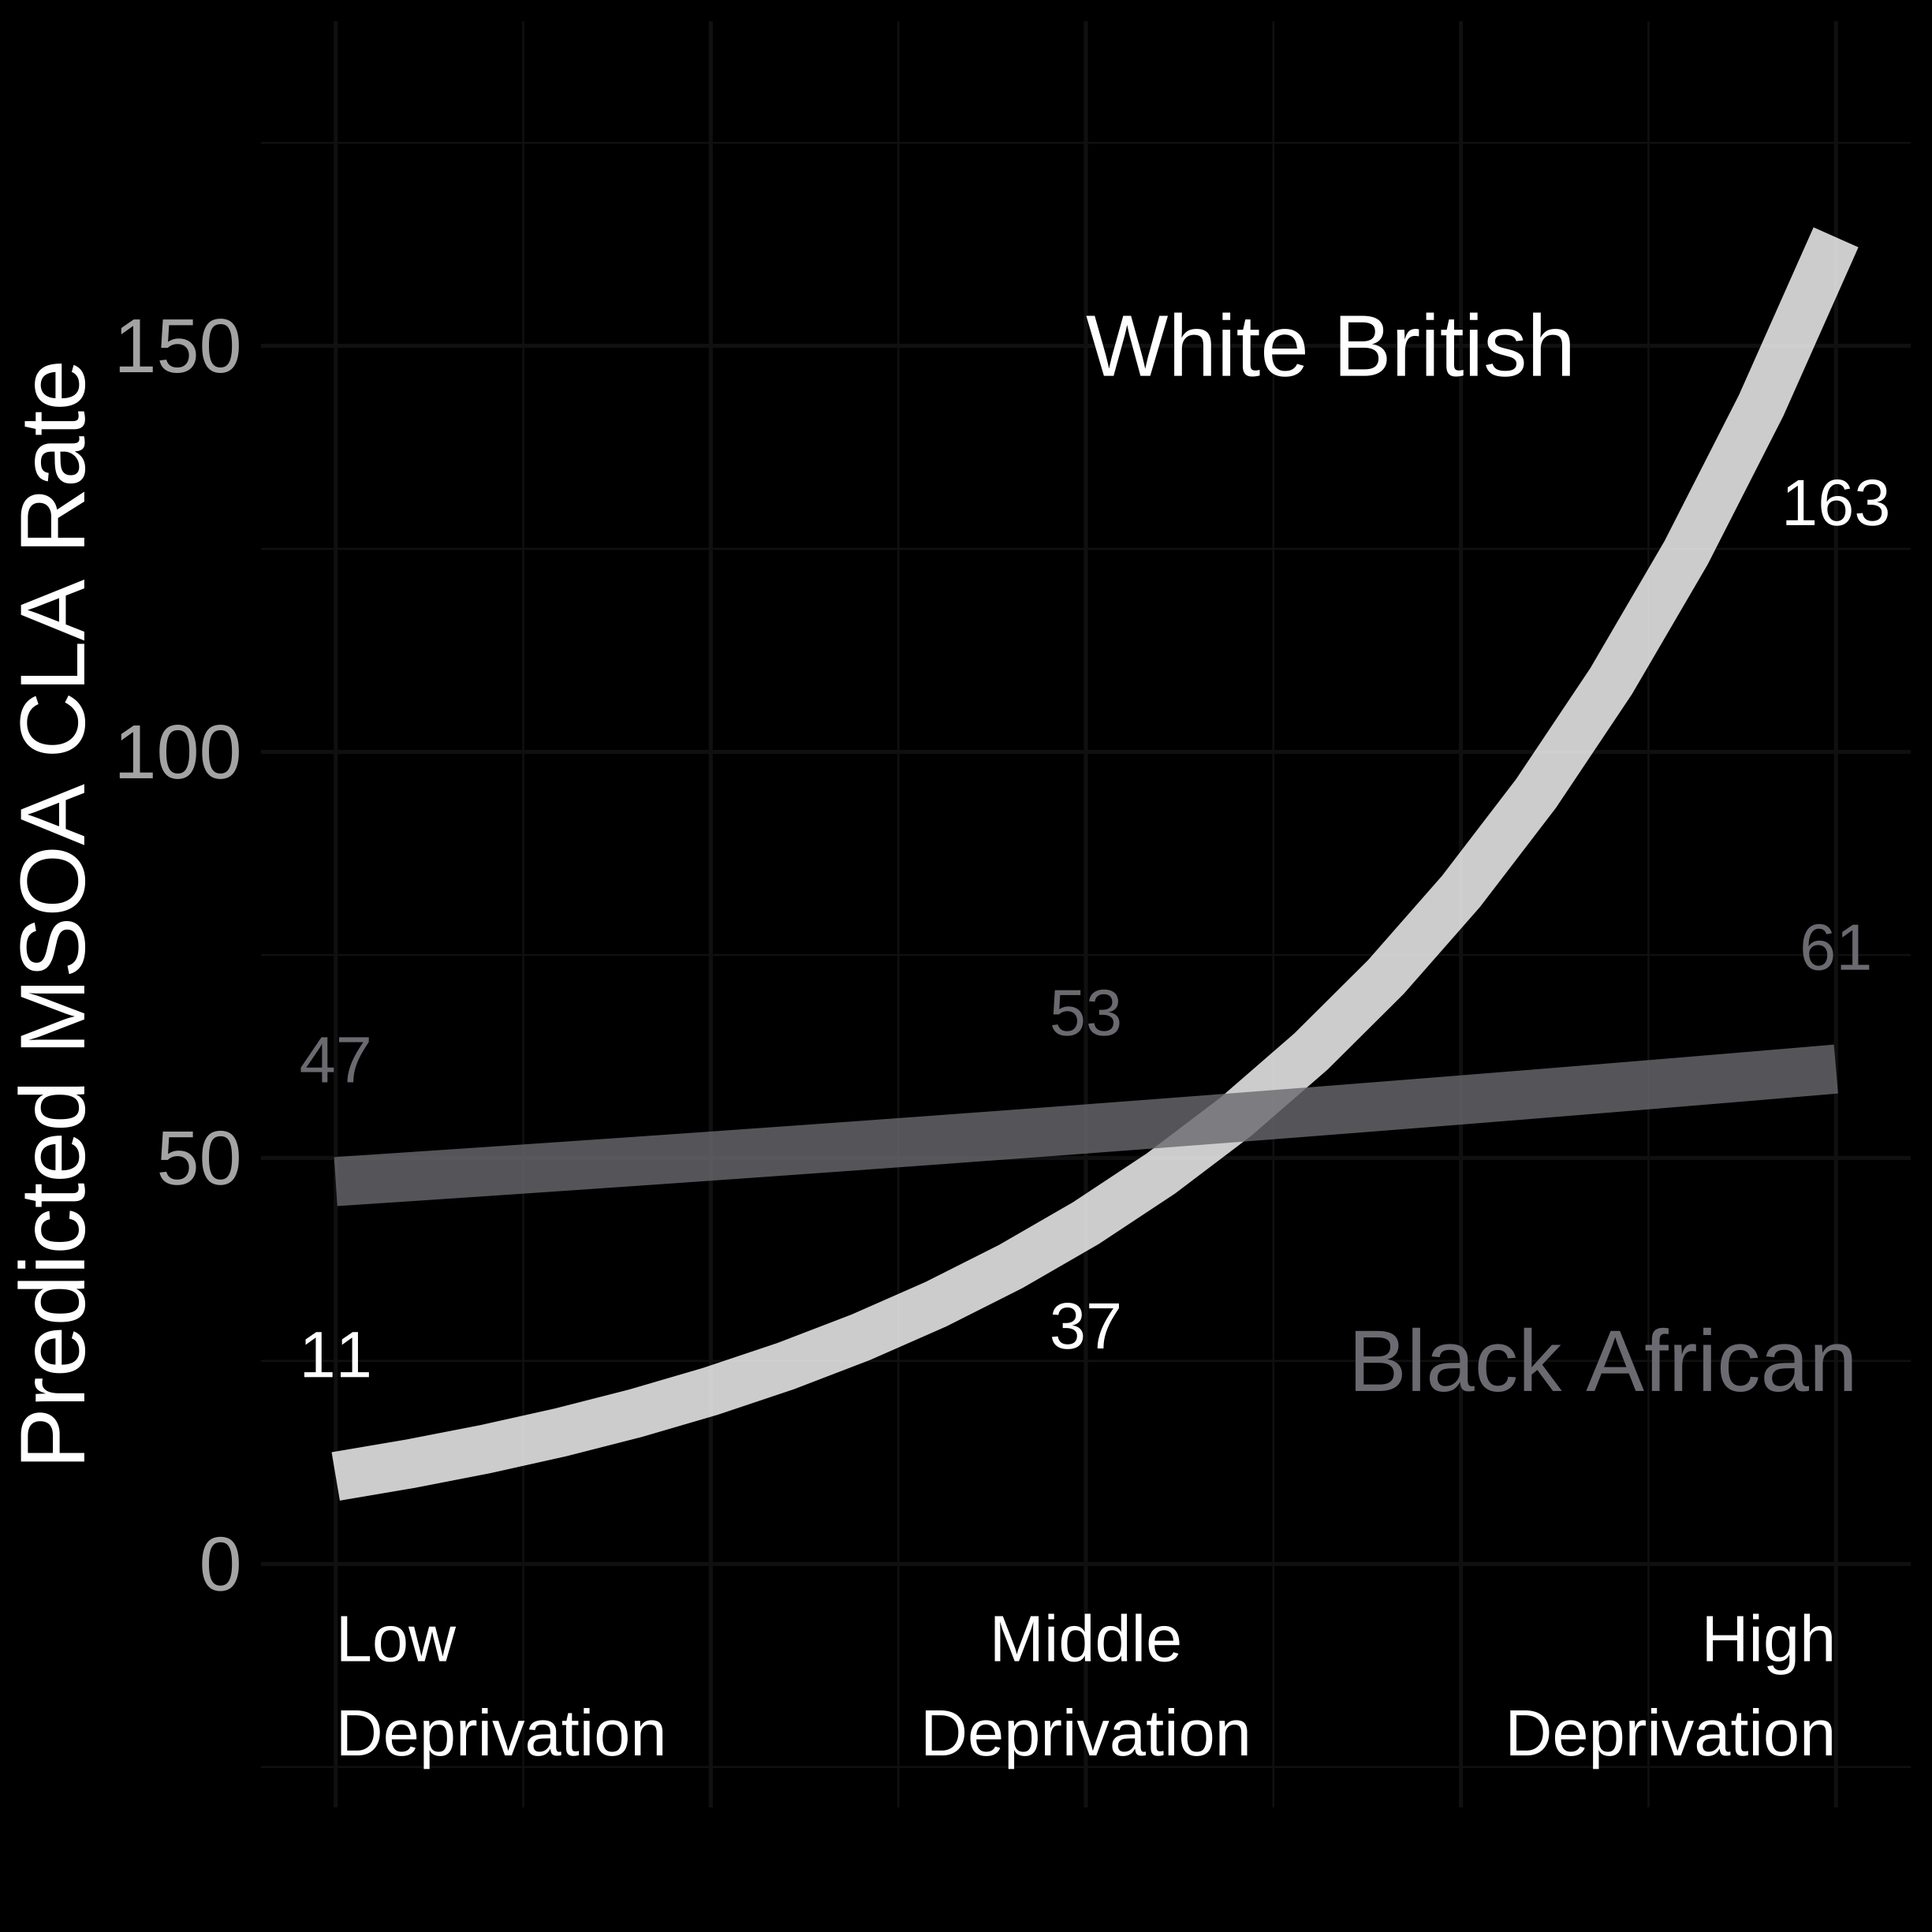 Predicted MSOA CLA Rate
150
100
50
0
White British
163
61
53
47
37
11
Black African
Low
Deprivation
Middle
Deprivation
High
Deprivation